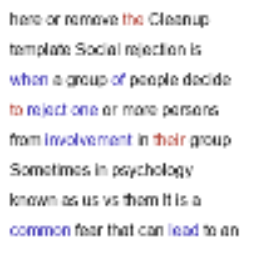 here or remove the Cleanup
template Social rejection is
when a group of people decide
to reject one or more persons
from involvement in their group
Sometimes in psychology
known as us vs them It is a
common fear that can lead to an